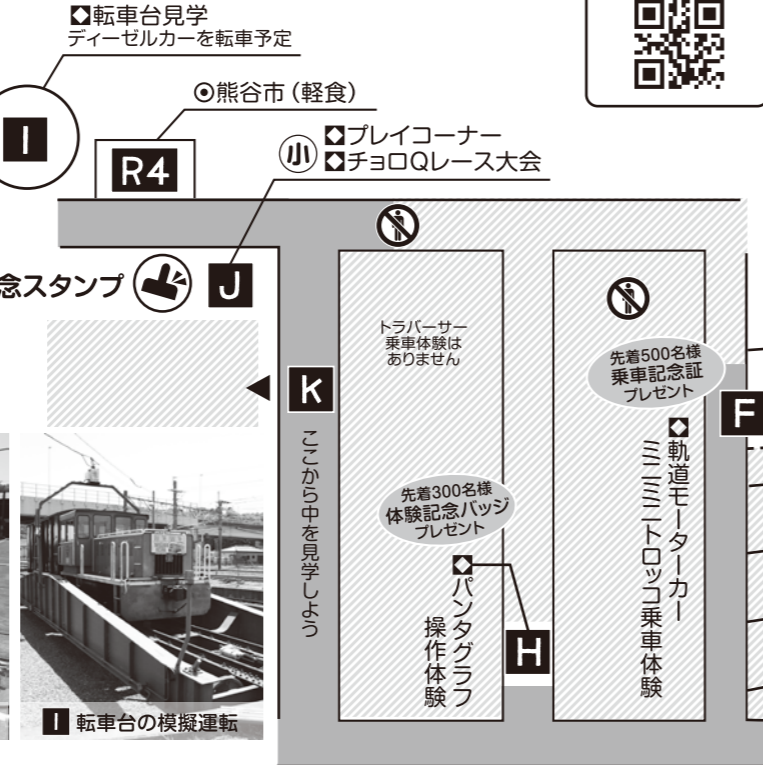 ◆転車台見学
ディーゼルカーを転車予定
I
◉熊谷市(軽食)
R4
小
◆プレイコーナー
◆チョロQレース大会
念スタンプ
J
トラバーサー
乗車体験は
ありません
K
ここから中を見学しよう
先着500名様
乗車記念証
プレゼント
F
◆軌道モーターカー
ミニミニトロッコ乗車体験
先着300名様
体験記念バッジ
プレゼント
◆パンタグラフ
操作体験
H
I 転車台の模擬運転